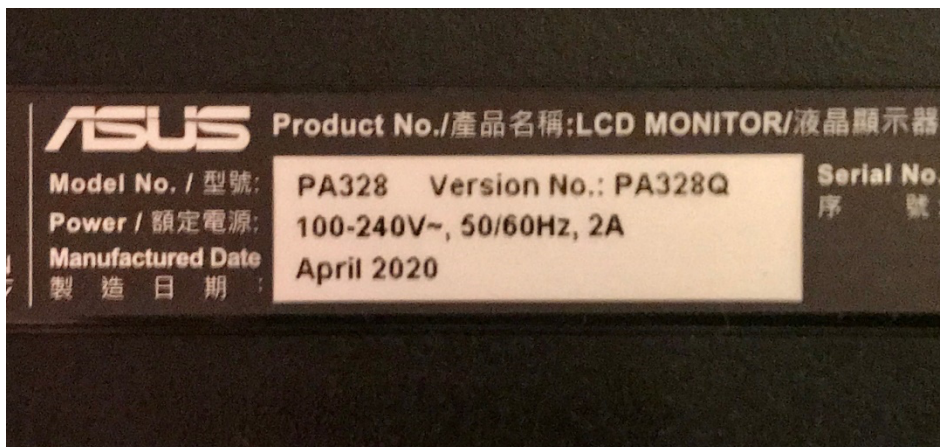 ASUS Product No./產品名稱:LCD MONITOR/液晶顯示器
Model No. / 型號: PA328 Version No.: PA328Q
Power / 額定電源: 100-240V~, 50/60Hz, 2A
Manufactured Date April 2020
製造日期:
Serial No.
序號